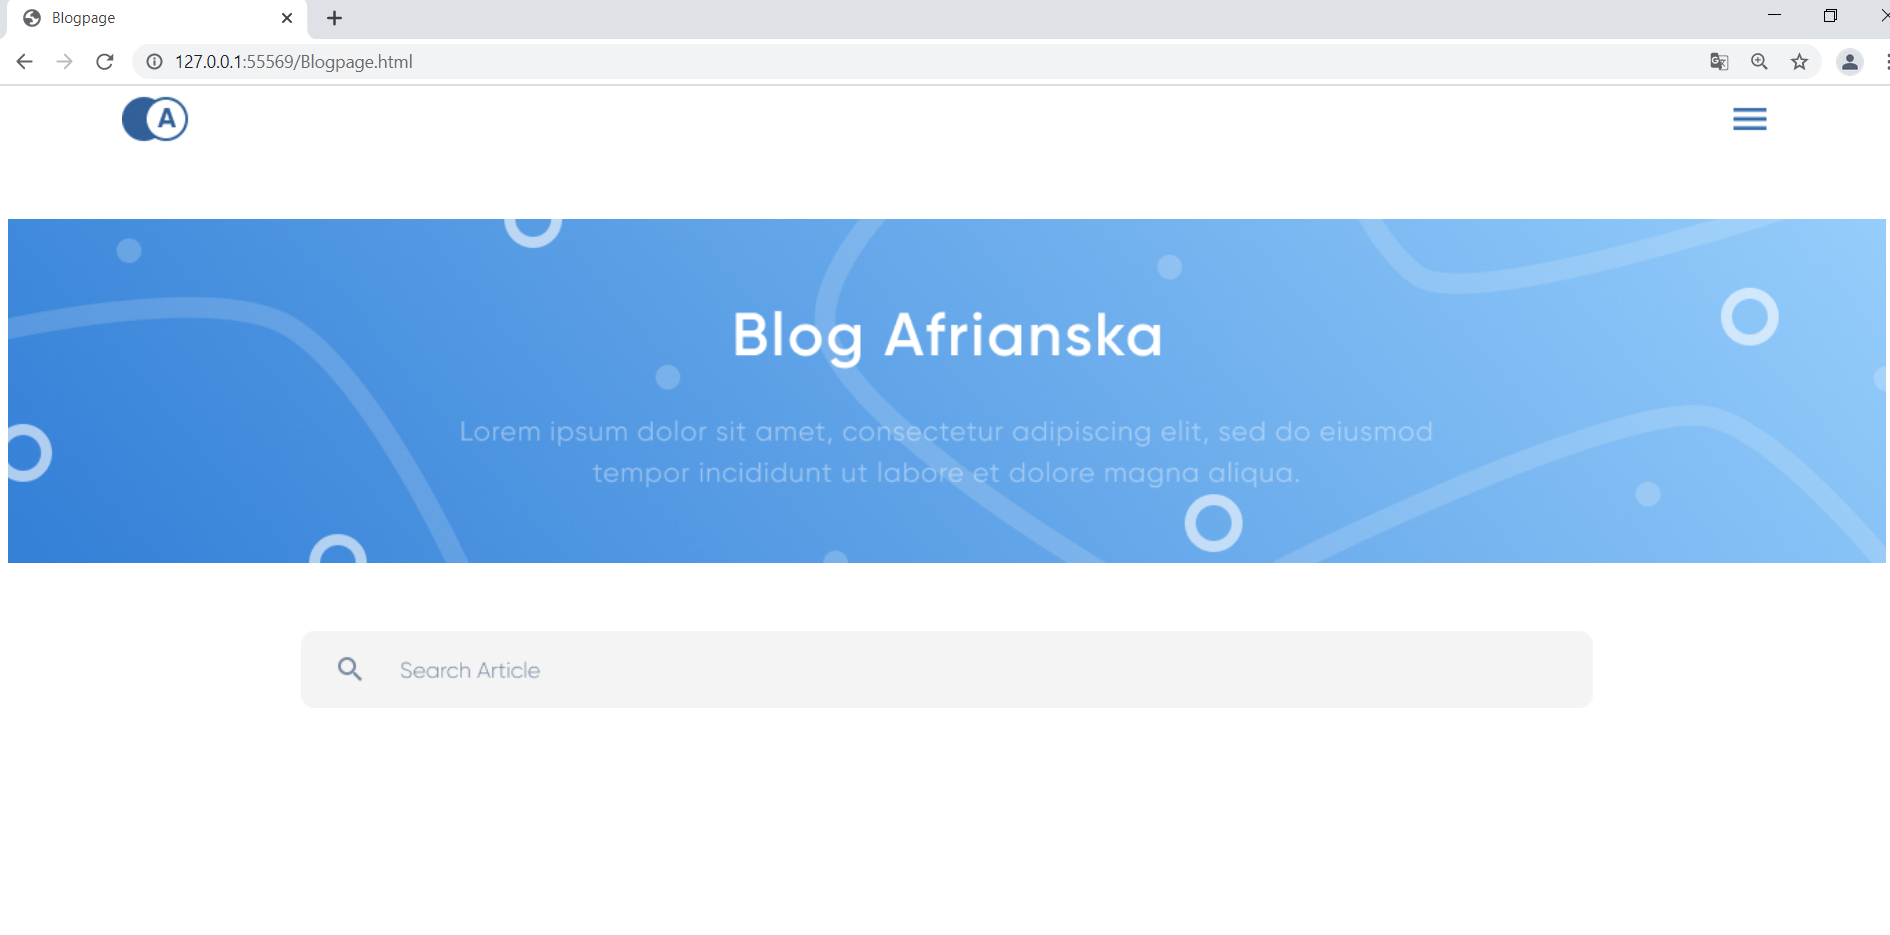 Blogpage
127.0.0.1:55569/Blogpage.html
A
Blog Afrianska
Lorem ipsum dolor sit amet, consectetur adipiscing elit, sed do eiusmod
tempor incididunt ut labore et dolore magna aliqua.
Search Article